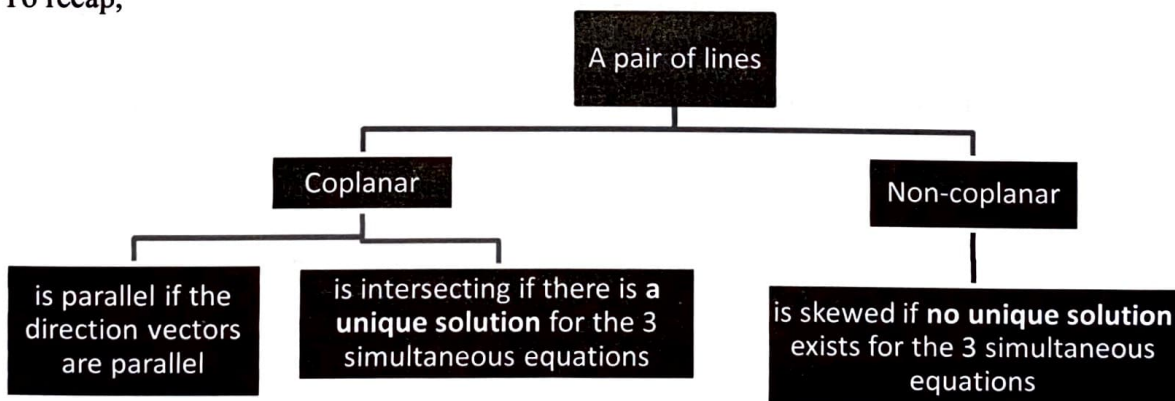 To recap,
A pair of lines
Coplanar
Non-coplanar
is parallel if the
direction vectors
are parallel
is intersecting if there is a
unique solution for the 3
simultaneous equations
is skewed if no unique solution
exists for the 3 simultaneous
equations